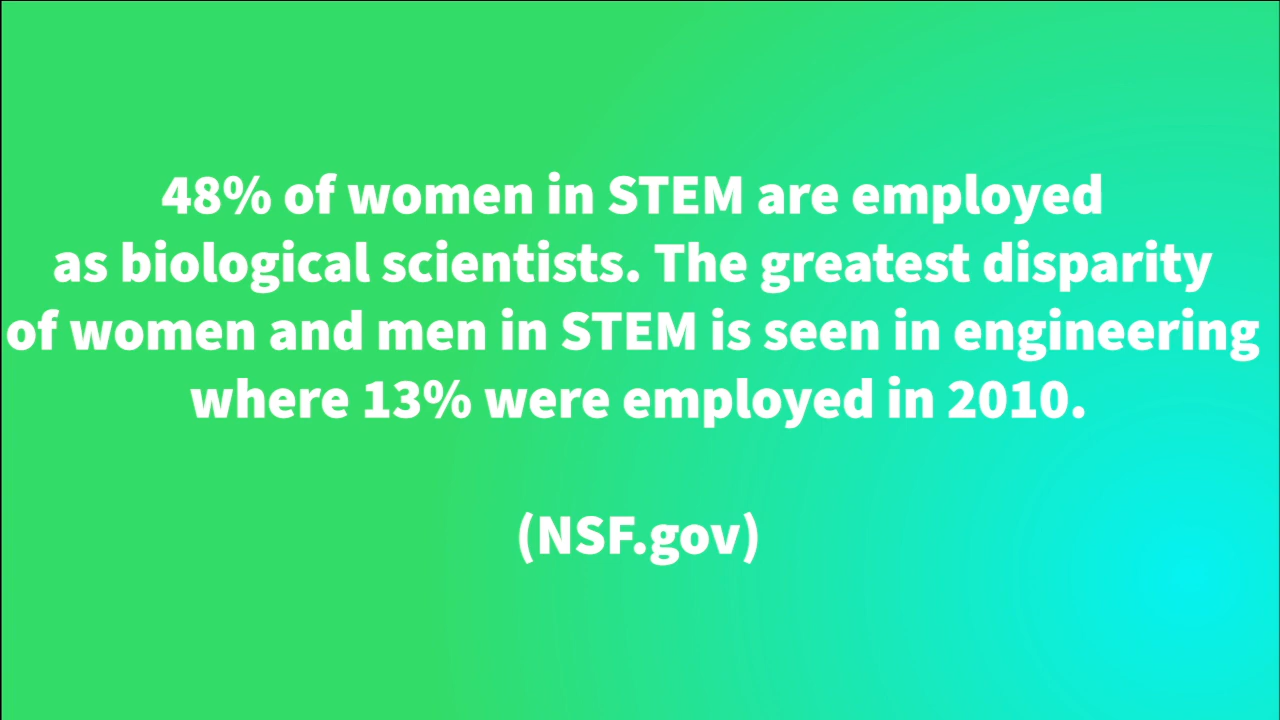 48% of women in STEM are employed
as biological scientists. The greatest disparity
of women and men in STEM is seen in engineering
where 13% were employed in 2010.
(NSF.gov)